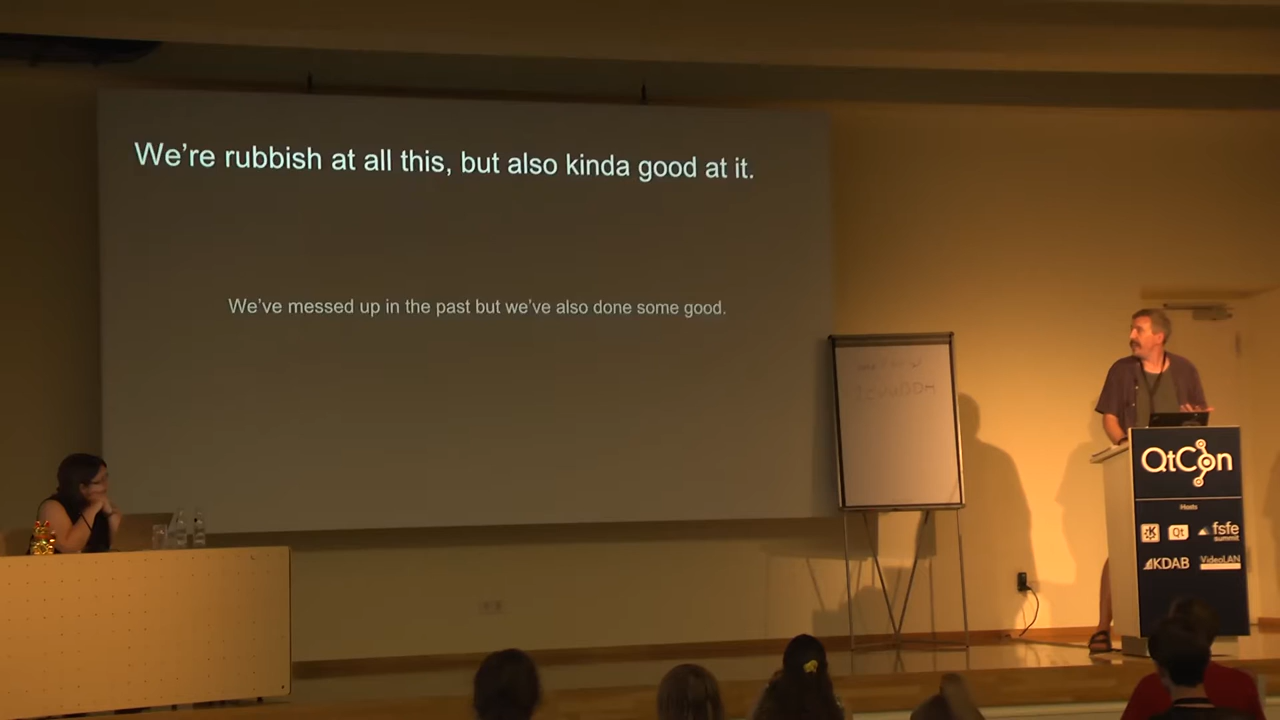 We're rubbish at all this, but also kinda good at it.
We've messed up in the past but we've also done some good.
QtCon
Hosts
Qt
fsfe
summit
KDAB
VideoLAN